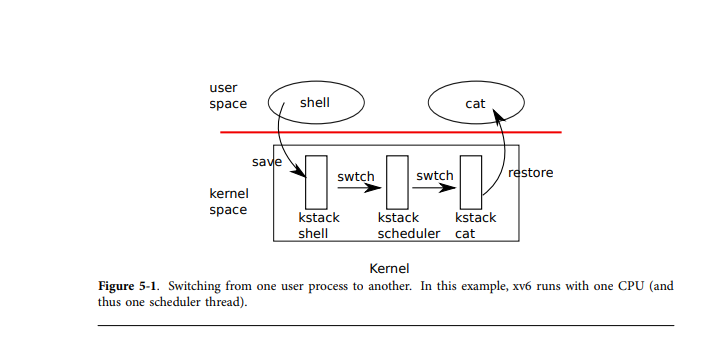 user
space
shell
cat
save
swtch
swtch
restore
kernel
space
kstack
shell
kstack
scheduler
kstack
cat
Kernel
Figure 5-1. Switching from one user process to another. In this example, xv6 runs with one CPU (and
thus one scheduler thread).